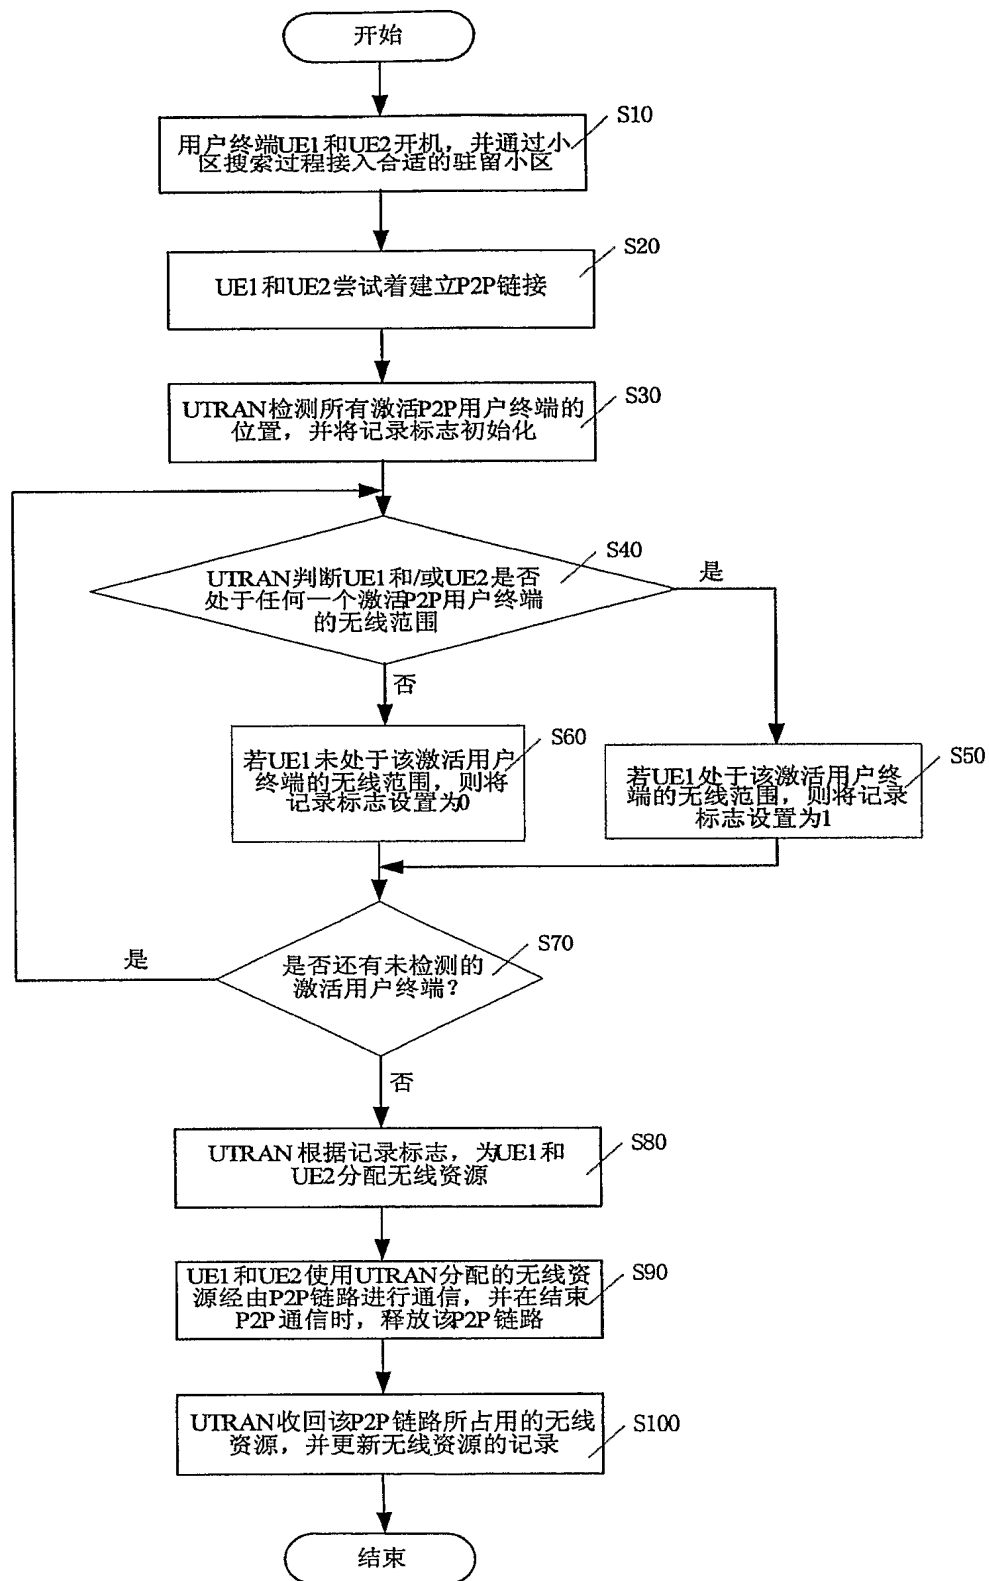 开始
S10
用户终端UE1和UE2开机，并通过小
区搜索过程接入合适的驻留小区
S20
UE1和UE2尝试着建立P2P链接
S30
UTRAN检测所有激活P2P用户终端的
位置，并将记录标志初始化
S40
UTRAN判断UE1和/或UE2是否
处于任何一个激活P2P用户终端
的无线范围
是
否
S60
若UE1未处于该激活用户
终端的无线范围，则将
记录标志设置为0
S50
若UE1处于该激活用户终
端的无线范围，则将记录
标志设置为1
S70
是否还有未检测的
激活用户终端？
是
否
S80
UTRAN根据记录标志，为UE1和
UE2分配无线资源
S90
UE1和UE2使用UTRAN分配的无线资
源经由P2P链路进行通信，并在结束
P2P通信时，释放该P2P链路
S100
UTRAN收回该P2P链路所占用的无线
资源，并更新无线资源的记录
结束